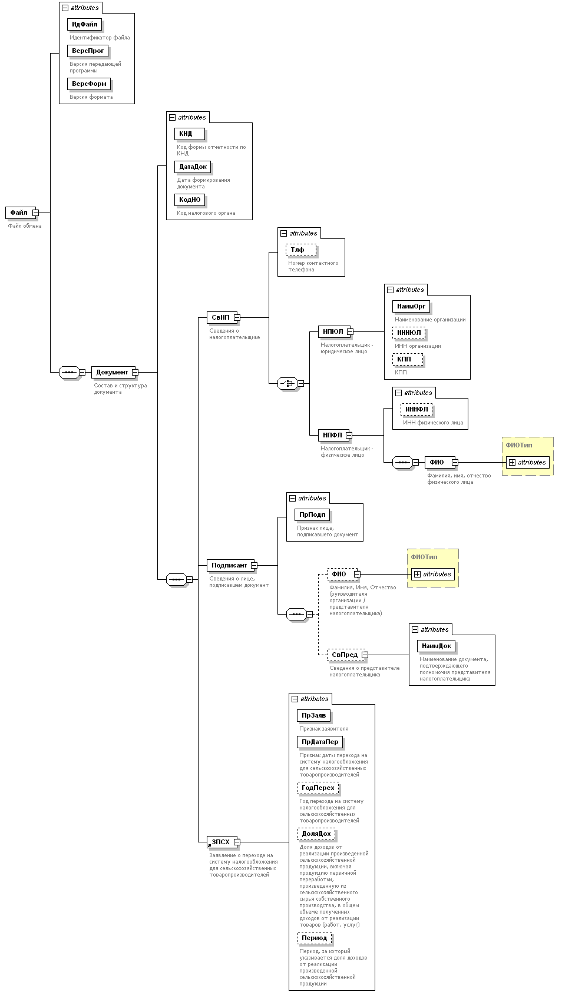 attributes
ИдФайл
Идентификатор файла
ВерсПрог
Версия передающей
программы
ВерсФорм
Версия формата
attributes
КНД
Код формы отчетности по
КНД
ДатаДок
Дата формирования
документа
КодНО
Код налогового органа
Файл
Файл обмена
attributes
Тлф
Номер контактного
телефона
attributes
НаимОрг
Наименование организации
ИННЮЛ
ИНН организации
КПП
КПП
СвНП
Сведения о
налогоплательщике
НПЮЛ
Налогоплательщик -
юридическое лицо
Документ
Состав и структура
документа
attributes
ИННФЛ
ИНН физического лица
НПФЛ
Налогоплательщик -
физическое лицо
ФИОТип
attributes
ФИО
Фамилия, имя, отчество
физического лица
attributes
ПрПодп
Признак лица,
подписавшего документ
Подписант
Сведения о лице,
подписавшем документ
ФИОТип
attributes
ФИО
Фамилия, Имя, Отчество
(руководителя
организации /
представителя
налогоплательщика)
attributes
НаимДок
Наименование документа,
подтверждающего
полномочия представителя
налогоплательщика
СвПред
Сведения о представителе
налогоплательщика
attributes
ПрЗаяв
Признак заявителя
ПрДатаПер
Признак даты перехода на
систему налогообложения
для сельскохозяйственных
товаропроизводителей
ГодПерех
Год перехода на систему
налогообложения для
сельскохозяйственных
товаропроизводителей
ДоляДох
Доля доходов от
реализации произведенной
сельскохозяйственной
продукции, включая
продукцию первичной
переработки,
произведенную из
сельскохозяйственного
сырья собственного
производства, в общем
объеме полученных
доходов от реализации
товаров (работ, услуг)
Период
Период, за который
указывается доля доходов
от реализации
произведенной
сельскохозяйственной
продукции
ЗПСХ
Заявление о переходе на
систему налогообложения
для сельскохозяйственных
товаропроизводителей